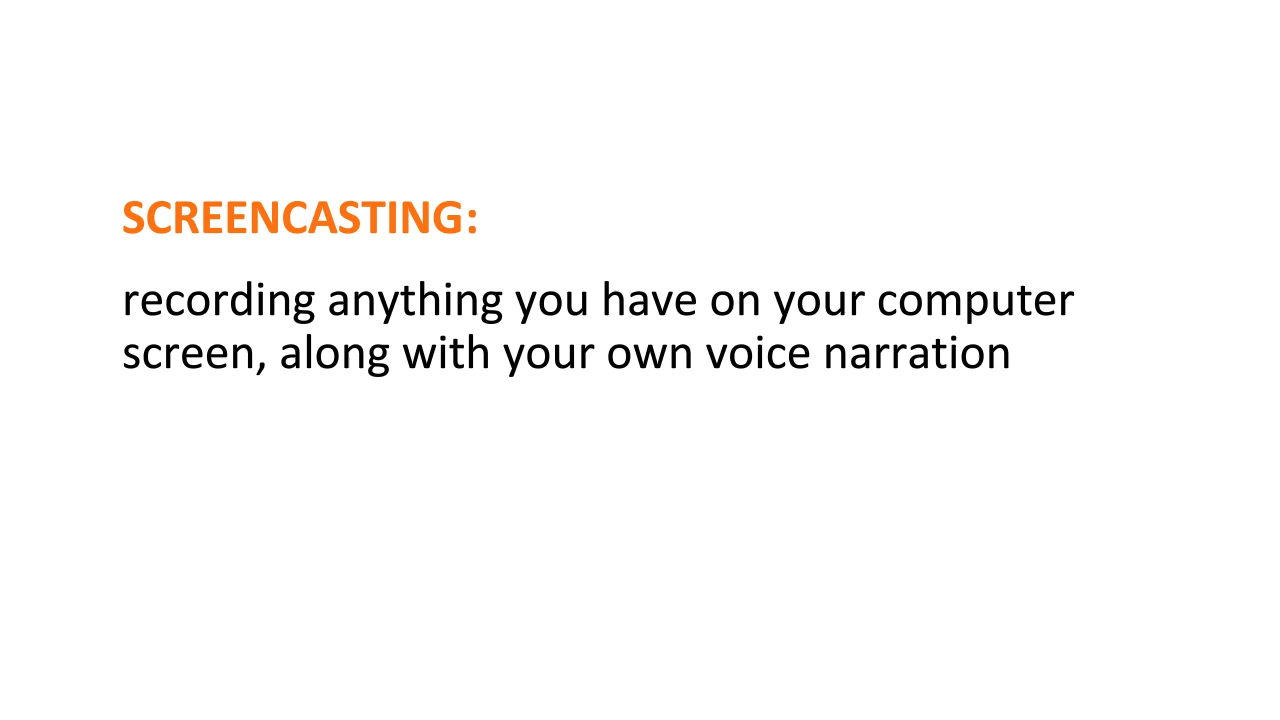 SCREENCASTING:
recording anything you have on your computer
screen, along with your own voice narration